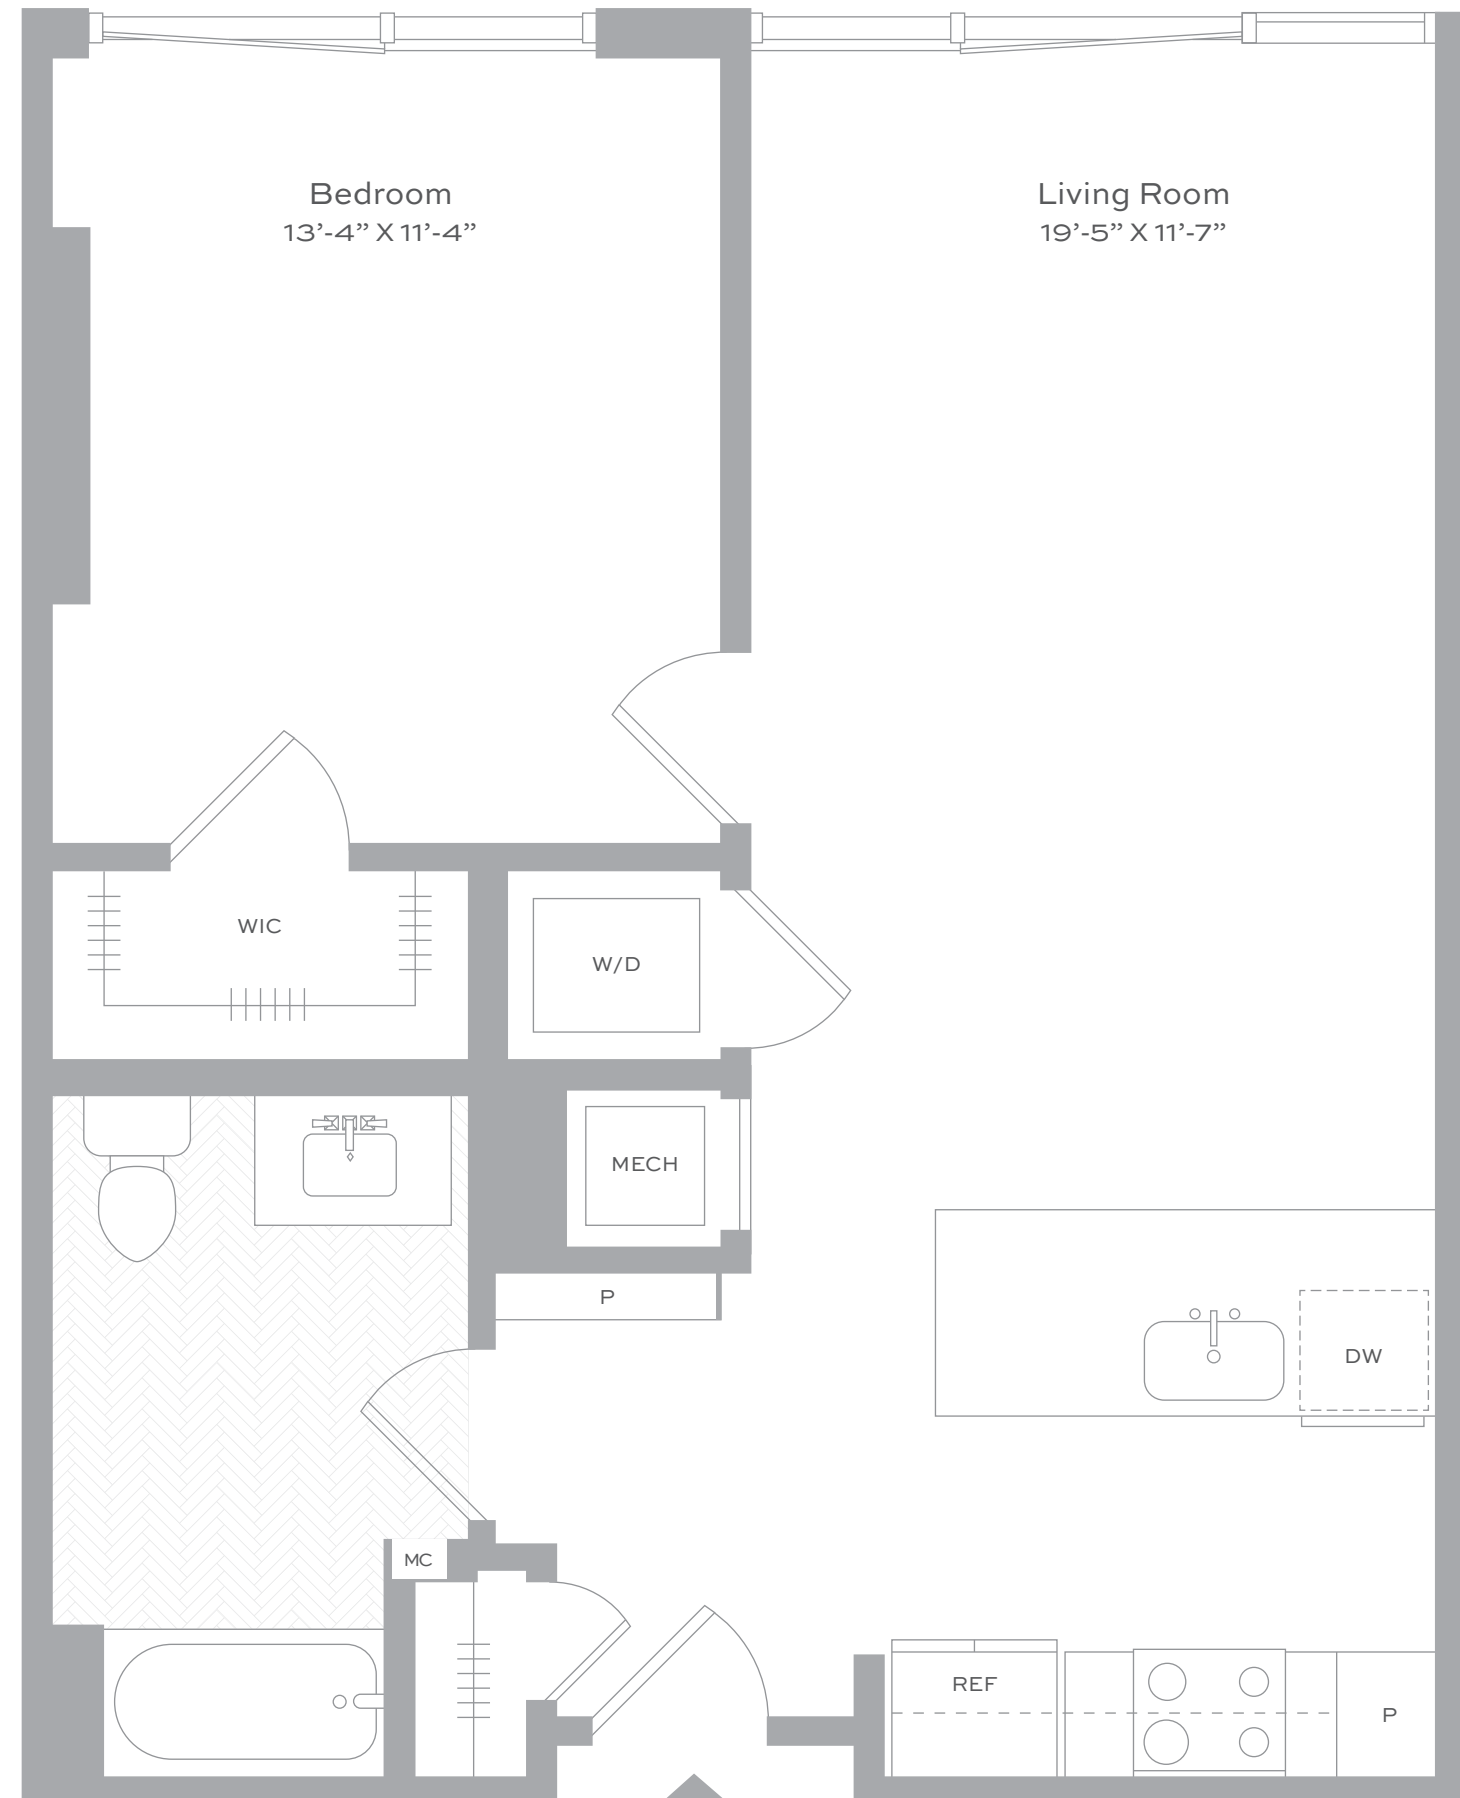 Bedroom
13’-4” X 11’-4”
Living Room
19’-5” X 11’-7”
WIC
W/D
MECH
P
DW
MC
REF
P